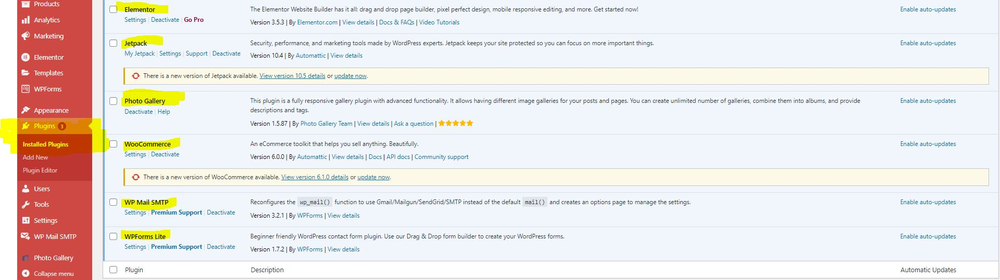 Products
Analytics
Marketing
Elementor
Templates
WPForms
Appearance
Plugins 3
Installed Plugins
Add New
Plugin Editor
Users
Tools
Settings
WP Mail SMTP
Photo Gallery
Collapse menu
Elementor
Settings | Deactivate | Go Pro
The Elementor Website Builder has it all: drag and drop page builder, pixel perfect design, mobile responsive editing, and more. Get started now!
Version 3.5.3 | By Elementor.com | View details | Docs & FAQs | Video Tutorials
Enable auto-updates
Jetpack
My Jetpack | Settings | Support | Deactivate
Security, performance, and marketing tools made by WordPress experts. Jetpack keeps your site protected so you can focus on more important things.
Version 10.4 | By Automattic | View details
Enable auto-updates
There is a new version of Jetpack available. View version 10.5 details or update now.
Photo Gallery
Deactivate | Help
This plugin is a fully responsive gallery plugin with advanced functionality. It allows having different image galleries for your posts and pages. You can create unlimited number of galleries, combine them into albums, and provide
descriptions and tags.
Version 1.5.87 | By Photo Gallery Team | View details | Ask a question |
Enable auto-updates
WooCommerce
Settings | Deactivate
An eCommerce toolkit that helps you sell anything. Beautifully.
Version 6.0.0 | By Automattic | View details | Docs | API docs | Community support
Enable auto-updates
There is a new version of WooCommerce available. View version 6.1.0 details or update now.
WP Mail SMTP
Settings | Premium Support | Deactivate
Reconfigures the wp_mail() function to use Gmail/Mailgun/SendGrid/SMTP instead of the default mail() and creates an options page to manage the settings.
Version 3.2.1 | By WPForms | View details
Enable auto-updates
WPForms Lite
Settings | Premium Support | Deactivate
Beginner friendly WordPress contact form plugin. Use our Drag & Drop form builder to create your WordPress forms.
Version 1.7.2 | By WPForms | View details
Enable auto-updates
Plugin
Description
Automatic Updates